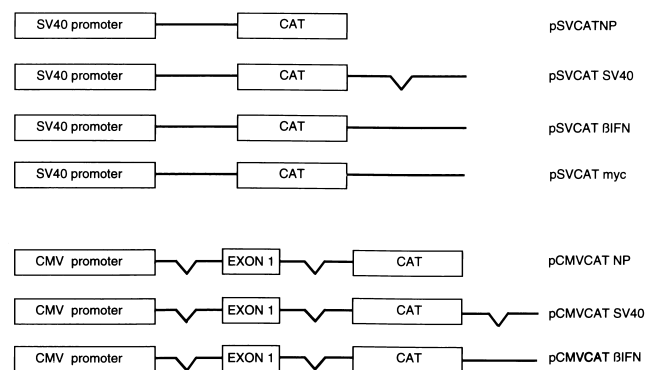 SV40 promoter CAT pSVCATNP
SV40 promoter CAT pSVCAT SV40
SV40 promoter CAT pSVCAT ßIFN
SV40 promoter CAT pSVCAT myc
CMV promoter EXON 1 CAT pCMVCAT NP
CMV promoter EXON 1 CAT pCMVCAT SV40
CMV promoter EXON 1 CAT pCMVCAT ßIFN